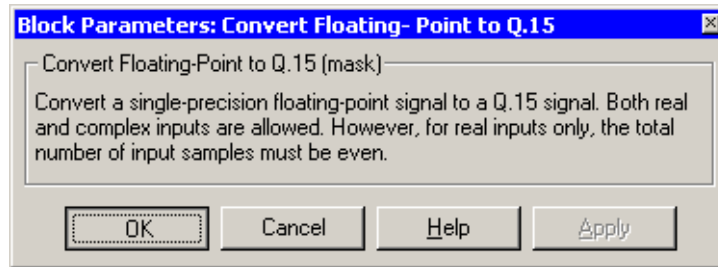 Block Parameters: Convert Floating- Point to Q.15
Convert Floating-Point to Q.15 (mask)
Convert a single-precision floating-point signal to a Q.15 signal. Both real
and complex inputs are allowed. However, for real inputs only, the total
number of input samples must be even.
OK Cancel Help Apply